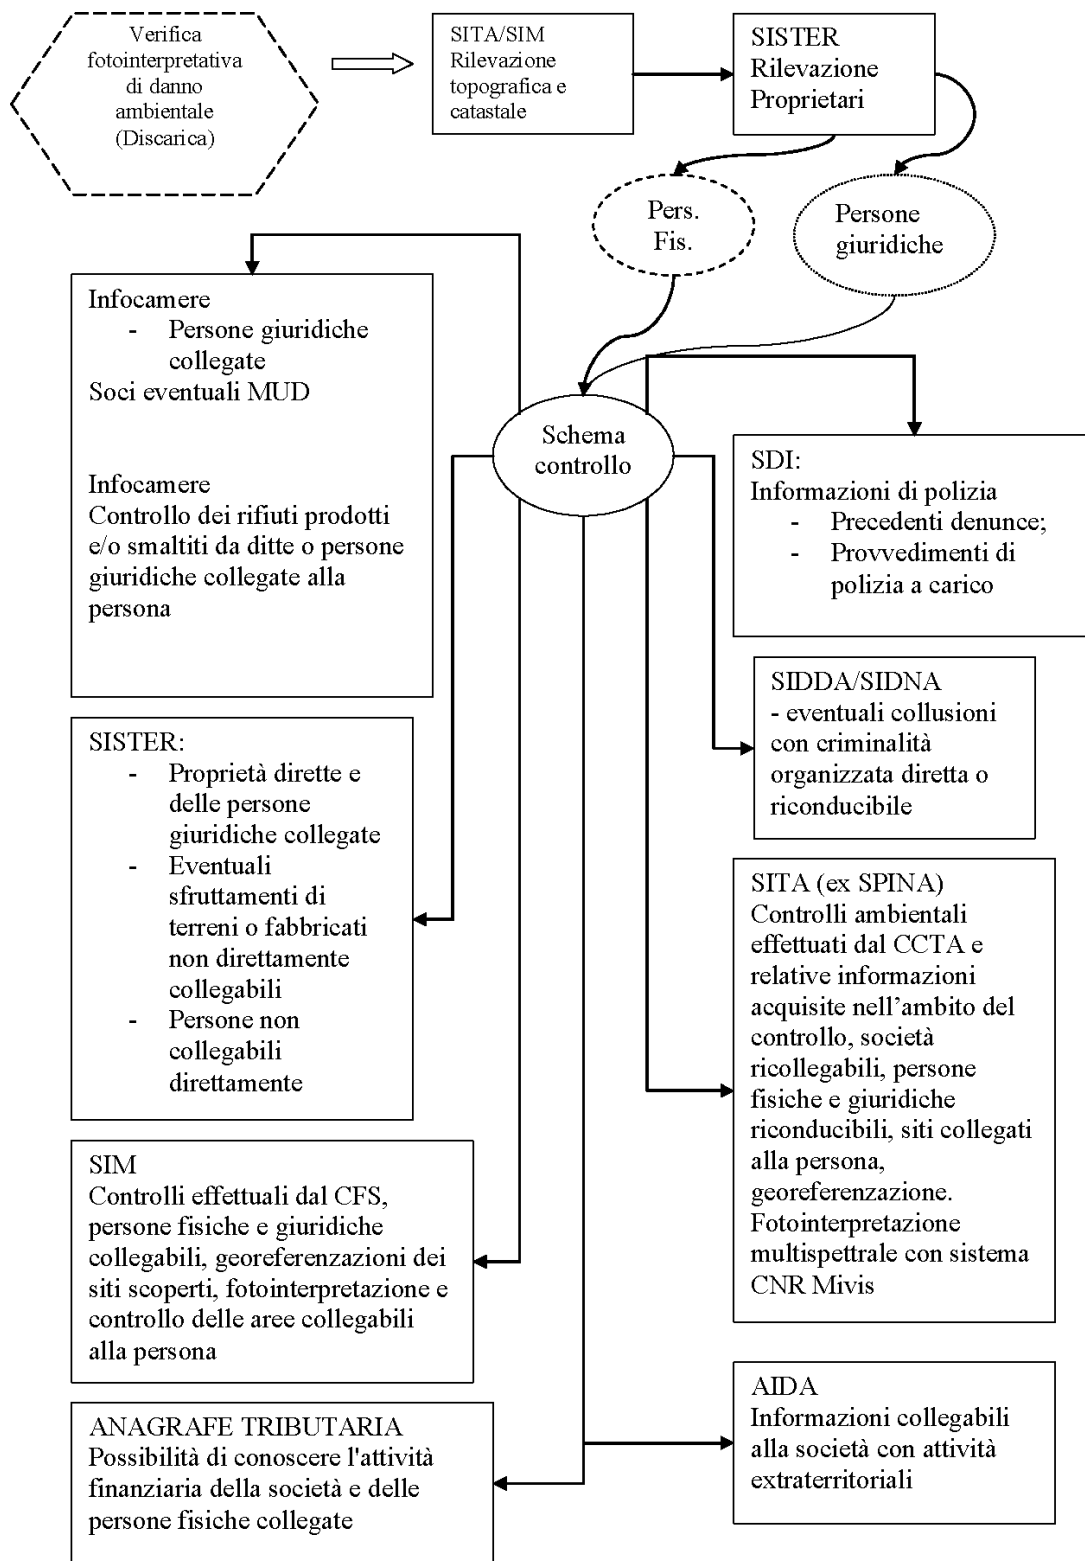 Verifica
fotointerpretativa
di danno
ambientale
(Discarica)
SITA/SIM
Rilevazione
topografica e
catastale
SISTER
Rilevazione
Proprietari
Pers.
Fis.
Persone
giuridiche
Infocamere
- Persone giuridiche
collegate
Soci eventuali MUD
Infocamere
Controllo dei rifiuti prodotti
e/o smaltiti da ditte o persone
giuridiche collegate alla
persona
Schema
controllo
SDI:
Informazioni di polizia
- Precedenti denunce;
- Provvedimenti di
polizia a carico
SIDDA/SIDNA
- eventuali collusioni
con criminalità
organizzata diretta o
riconducibile
SISTER:
- Proprietà dirette e
delle persone
giuridiche collegate
- Eventuali
sfruttamenti di
terreni o fabbricati
non direttamente
collegabili
- Persone non
collegabili
direttamente
SITA (ex SPINA)
Controlli ambientali
effettuati dal CCTA e
relative informazioni
acquisite nell’ambito del
controllo, società
ricollegabili, persone
fisiche e giuridiche
riconducibili, siti collegati
alla persona,
georeferenzazione.
Fotointerpretazione
multispettrale con sistema
CNR Mivis
SIM
Controlli effettuali dal CFS,
persone fisiche e giuridiche
collegabili, georeferenzazioni dei
siti scoperti, fotointerpretazione e
controllo delle aree collegabili
alla persona
AIDA
Informazioni collegabili
alla società con attività
extraterritoriali
ANAGRAFE TRIBUTARIA
Possibilità di conoscere l'attività
finanziaria della società e delle
persone fisiche collegate